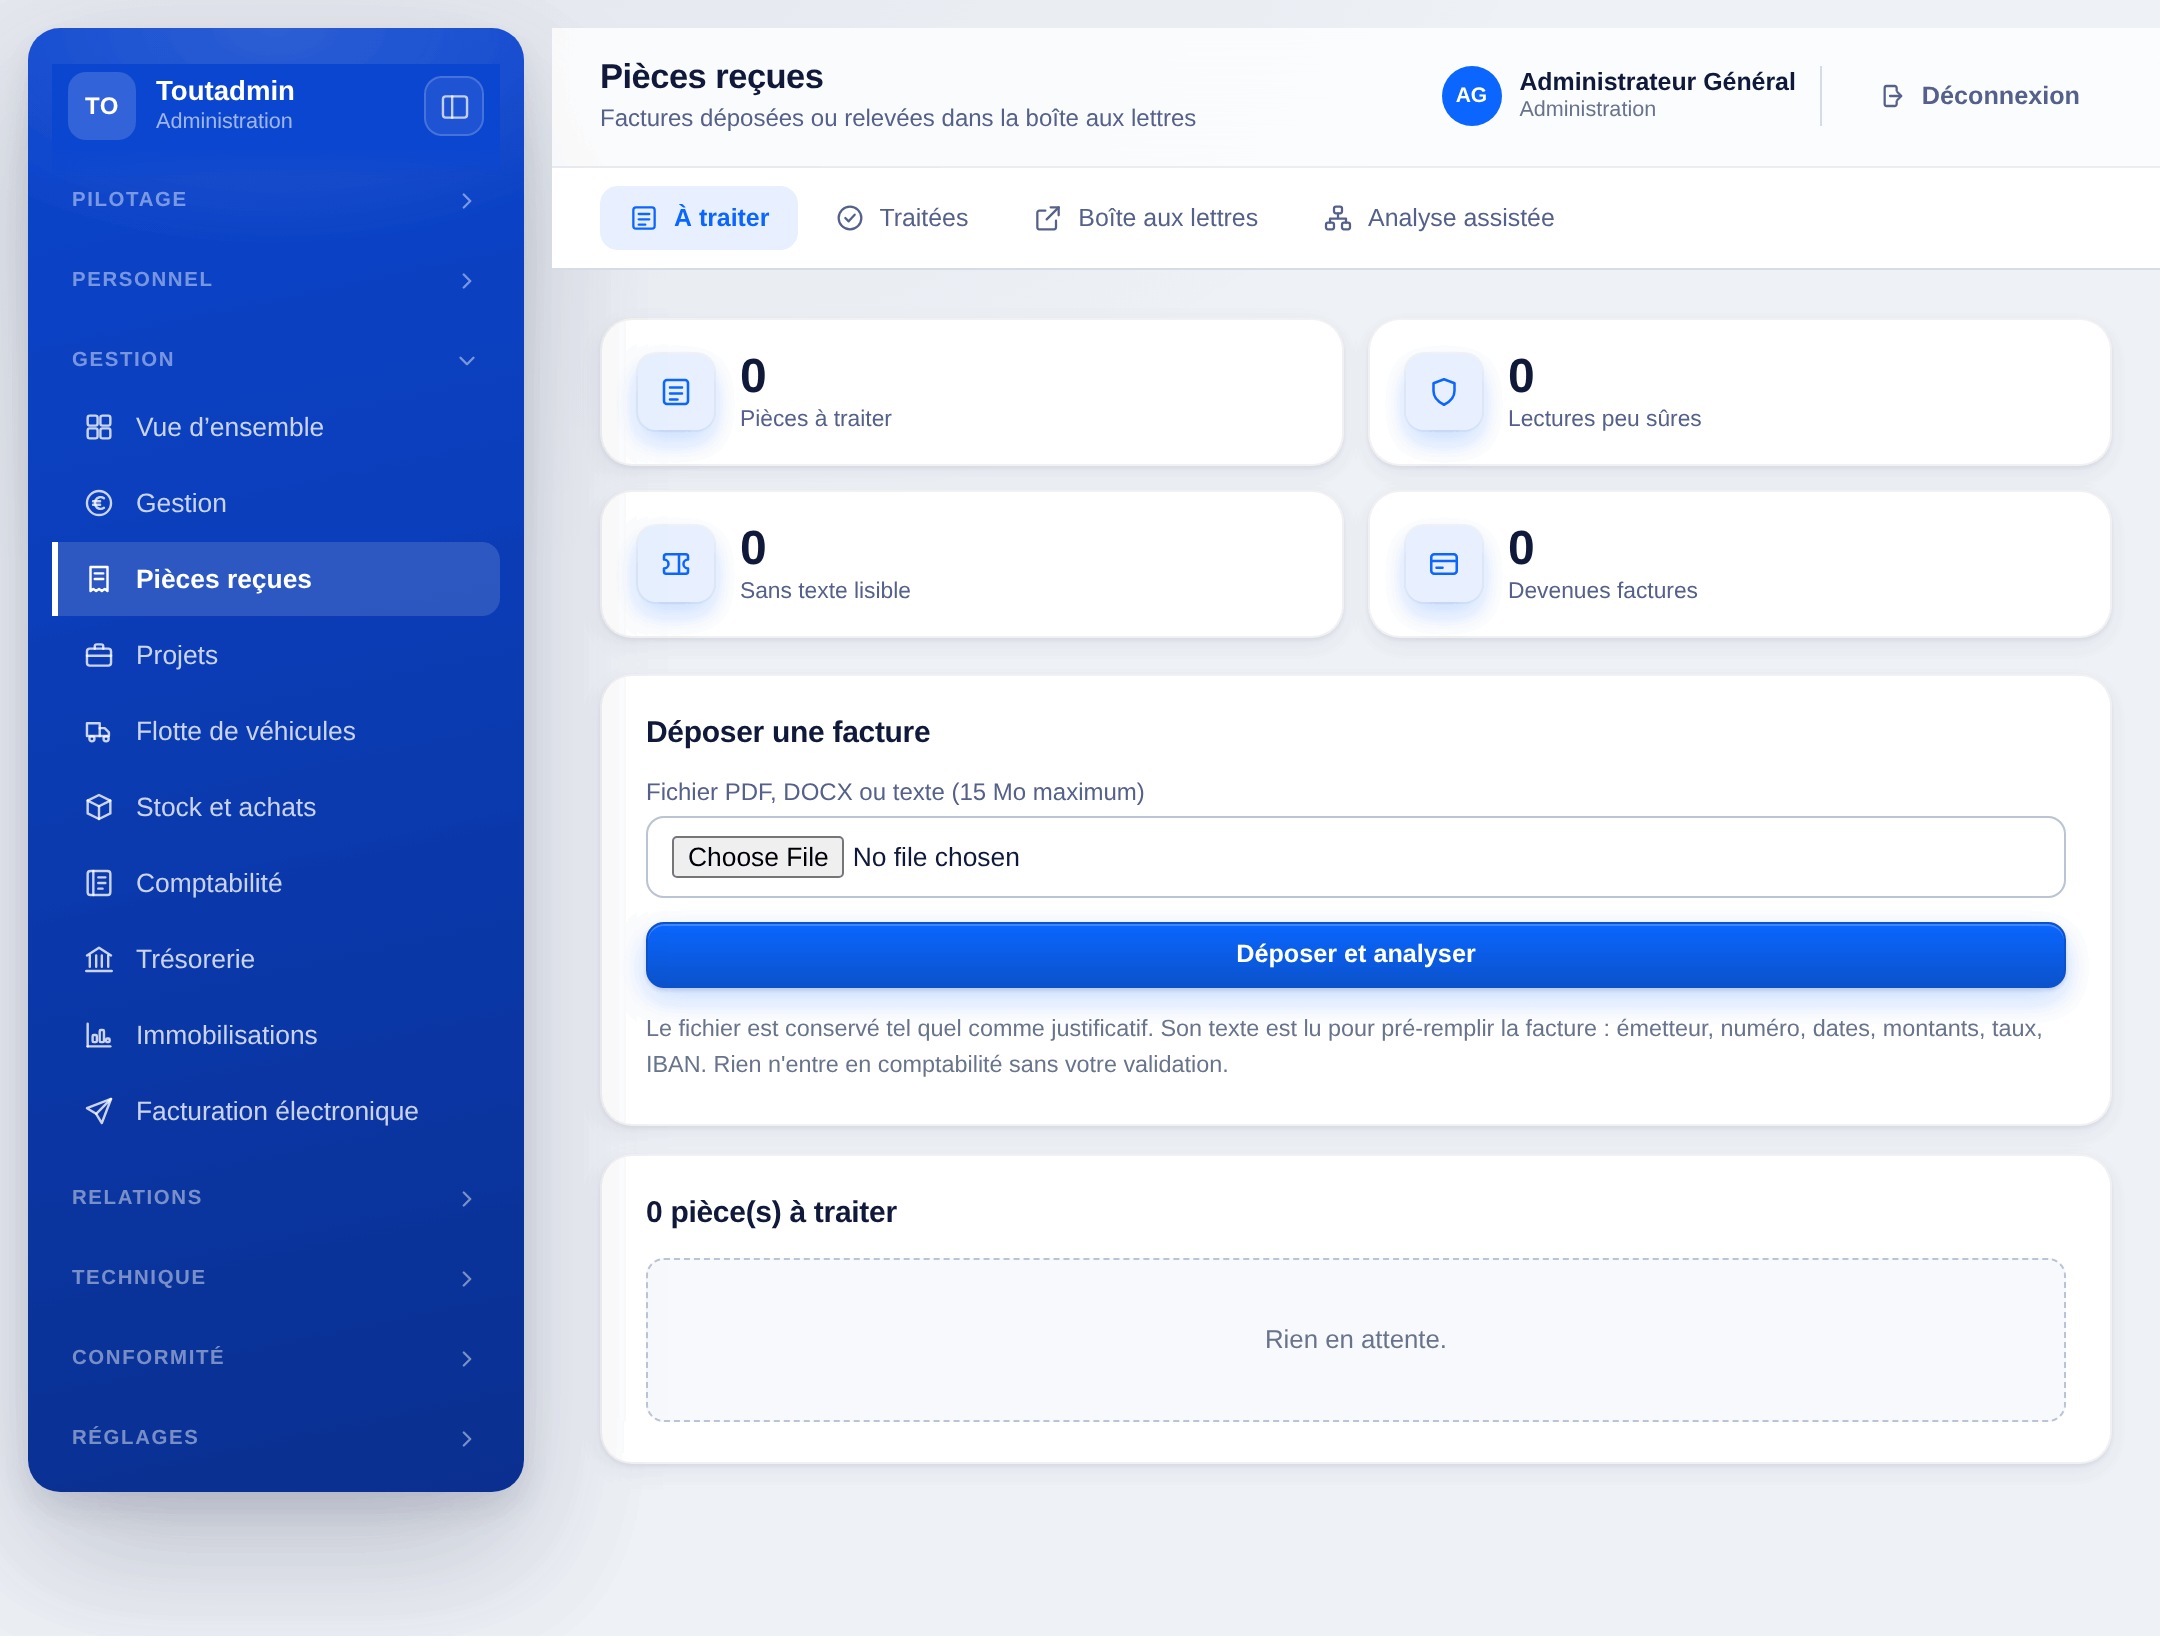 TO
Toutadmin
Administration
PILOTAGE
PERSONNEL
GESTION
Vue d’ensemble
Gestion
Pièces reçues
Projets
Flotte de véhicules
Stock et achats
Comptabilité
Trésorerie
Immobilisations
Facturation électronique
RELATIONS
TECHNIQUE
CONFORMITÉ
RÉGLAGES
Pièces reçues
Factures déposées ou relevées dans la boîte aux lettres
AG
Administrateur Général
Administration
Déconnexion
À traiter
Traitées
Boîte aux lettres
Analyse assistée
0
Pièces à traiter
0
Lectures peu sûres
0
Sans texte lisible
0
Devenues factures
Déposer une facture
Fichier PDF, DOCX ou texte (15 Mo maximum)
Choose File No file chosen
Déposer et analyser
Le fichier est conservé tel quel comme justificatif. Son texte est lu pour pré-remplir la facture : émetteur, numéro, dates, montants, taux,
IBAN. Rien n'entre en comptabilité sans votre validation.
0 pièce(s) à traiter
Rien en attente.